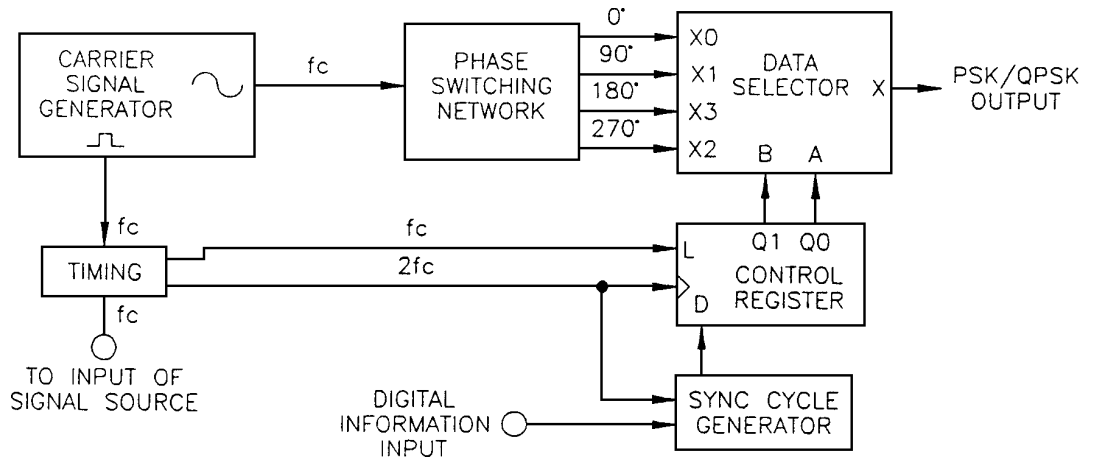 CARRIER
SIGNAL
GENERATOR
fc
PHASE
SWITCHING
NETWORK
0°
90°
180°
270°
X0
X1
X3
X2
DATA
SELECTOR
X
B A
PSK/QPSK
OUTPUT
fc
TIMING
fc
TO INPUT OF
SIGNAL SOURCE
fc
2fc
L
Q1 Q0
CONTROL
REGISTER
D
SYNC CYCLE
GENERATOR
DIGITAL
INFORMATION
INPUT